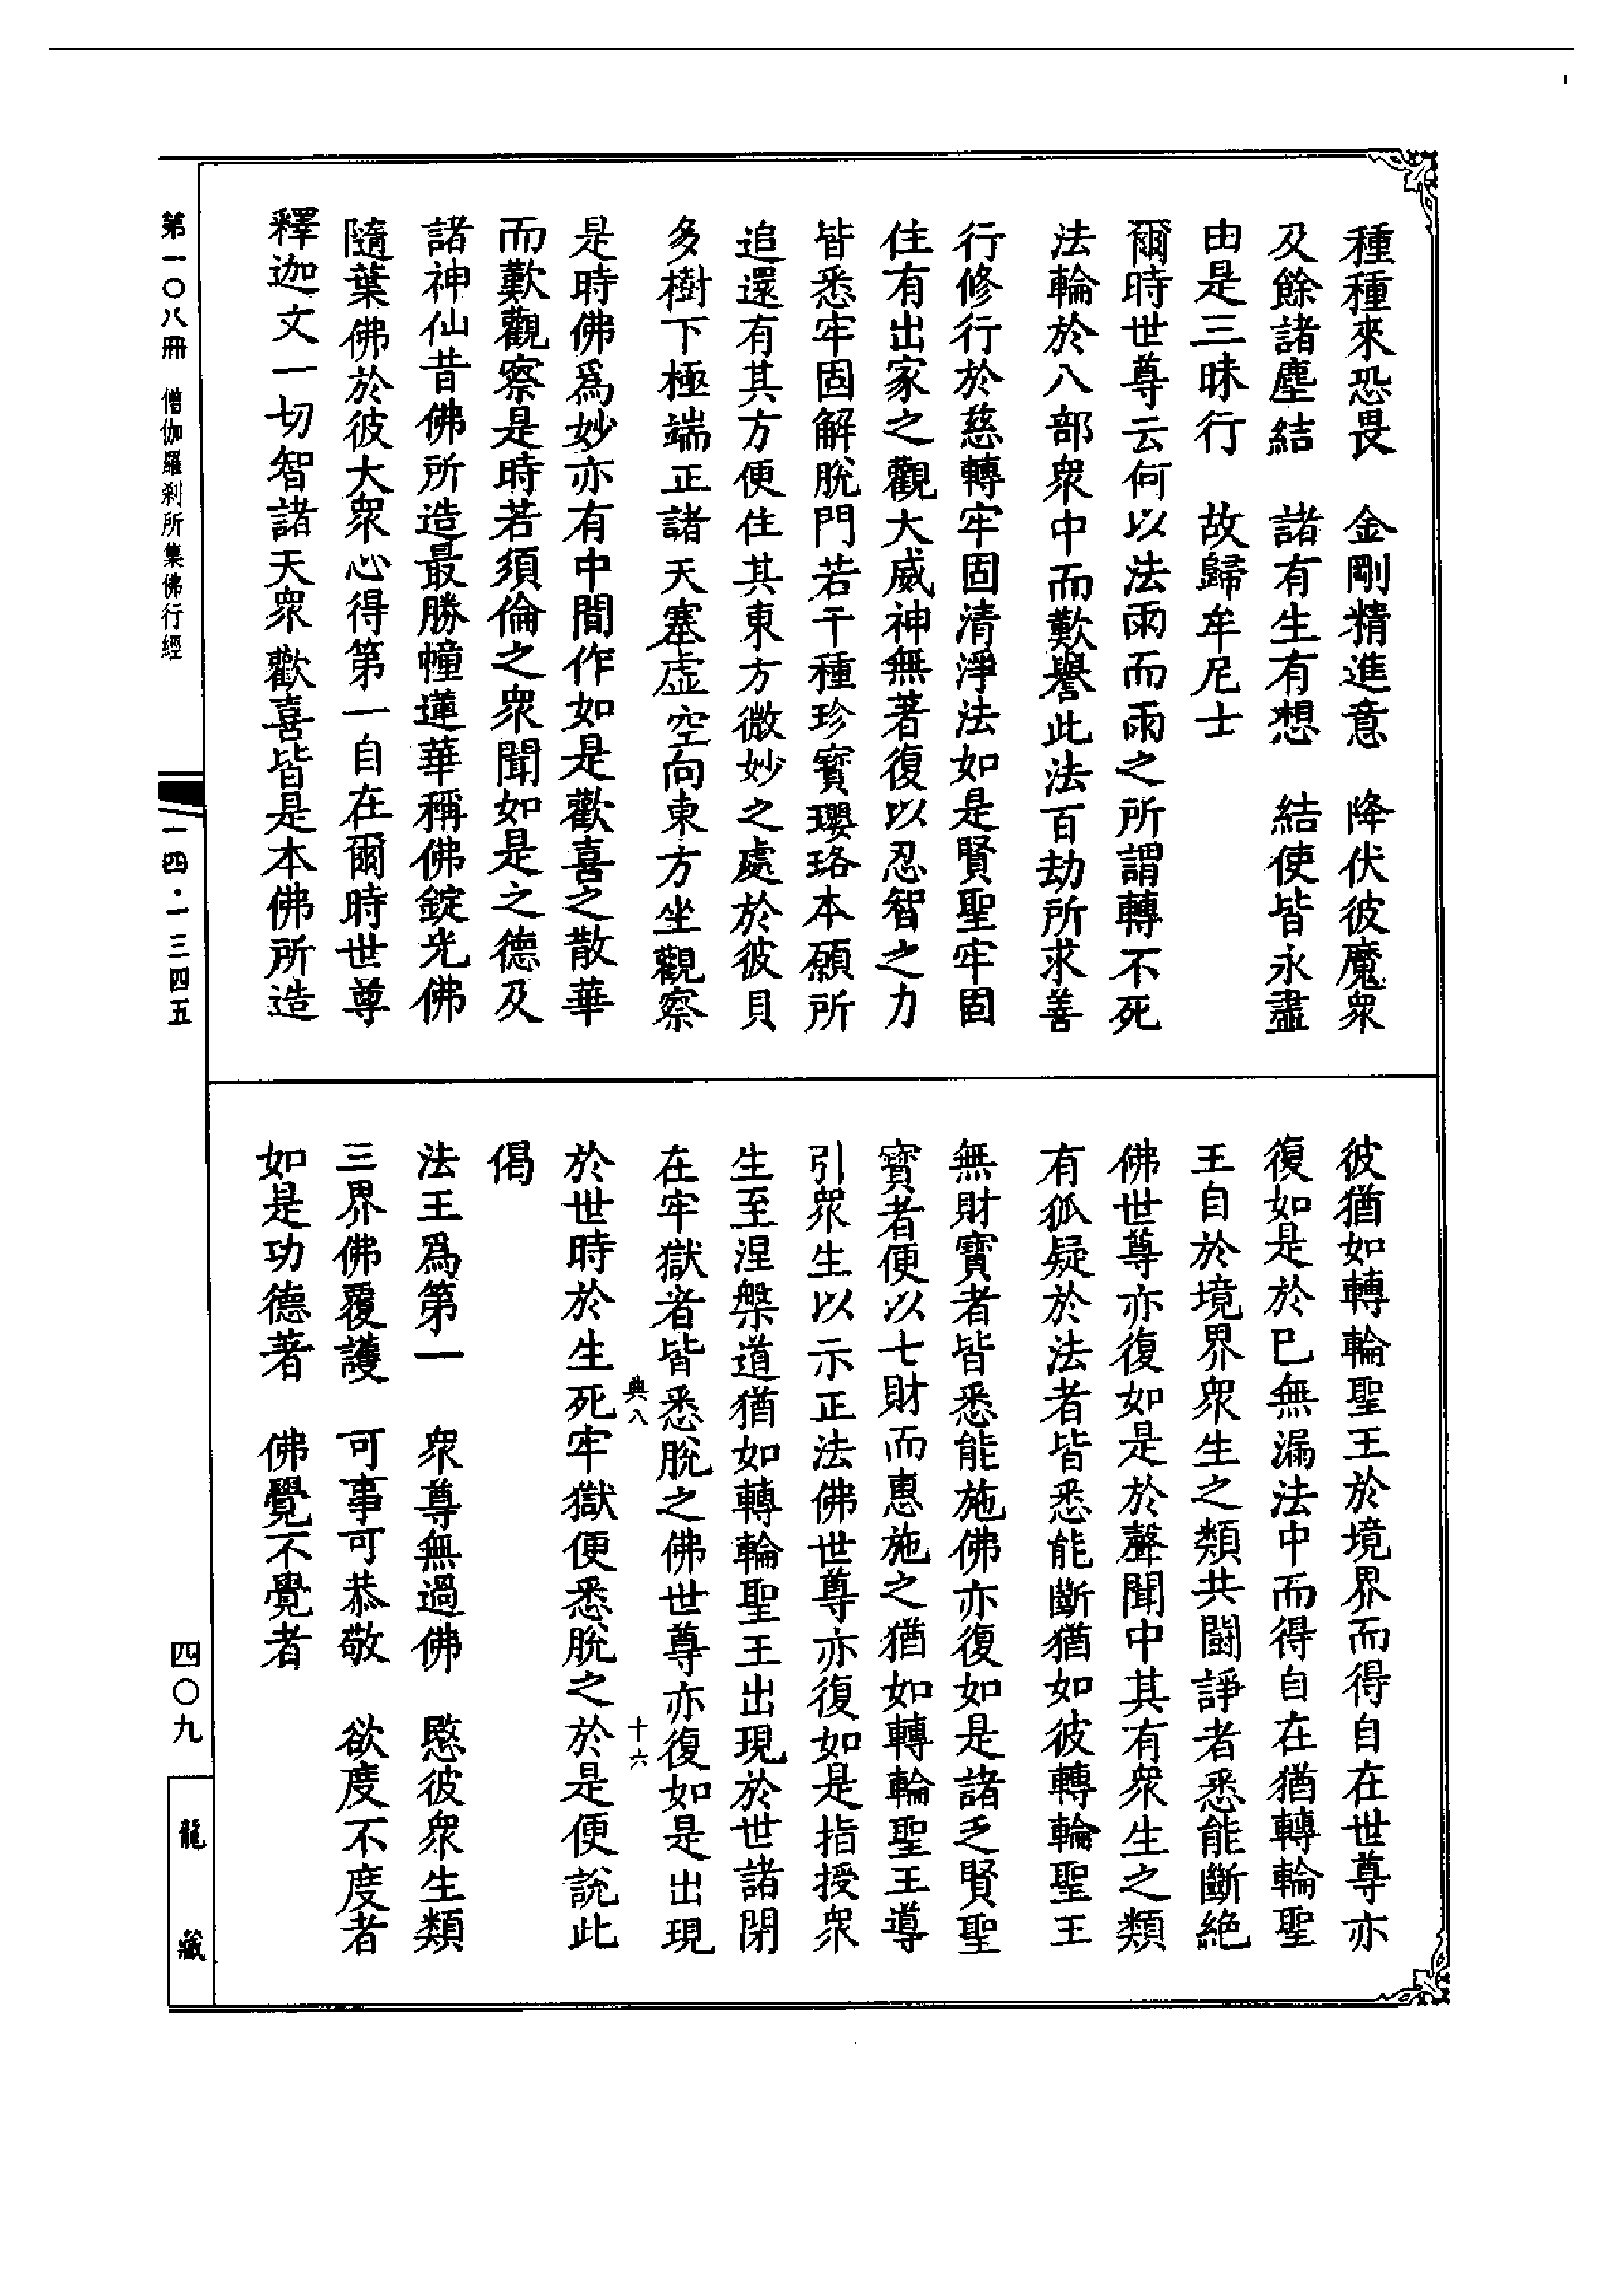 種種來恐畏　金剛精進意　降伏彼魔衆
及餘諸塵結　諸有生有想　結使皆永盡
由是三昧行　故歸牟尼士
爾時世尊云何以法雨而雨之所謂轉不死
法輪於八部衆中而歎譽此法百劫所求善
行修行於慈轉牢固清淨法如是賢聖牢固
住有出家之觀大威神無著復以忍智之力
皆悉牢固解脫門若干種珍寶瓔珞本願所
追還有其方便住其東方微妙之處於彼貝
多樹下極端正諸天塞虛空向東方坐觀察
是時佛爲妙亦有中間作如是歡喜之散華
而歎觀察是時若須倫之衆聞如是之德及
諸神仙昔佛所造最勝幢蓮華稱佛錠光佛
隨葉佛於彼大衆心得第一自在爾時世尊
釋迦文一切智諸天衆歡喜皆是本佛所造
彼猶如轉輪聖王於境界而得自在世尊亦
復如是於巳無漏法中而得自在猶轉輪聖
王自於境界衆生之類共鬪諍者悉能斷絕
佛世尊亦復如是於聲聞中其有衆生之類
有狐疑於法者皆悉能斷猶如彼轉輪聖王
無財寶者皆悉能施佛亦復如是諸乏賢聖
寶者便以七財而惠施之猶如轉輪聖王導
引衆生以示正法佛世尊亦復如是指授衆
生至涅槃道猶如轉輪聖王出現於世諸閉
在牢獄者皆悉脫之佛世尊亦復如是出現
典八　十六
於世時於生死牢獄便悉脫之於是便說此
偈
法王爲第一　衆尊無過佛　愍彼衆生類
三界佛覆護　可事可恭敬　欲度不度者
如是功德著　佛覺不覺者
第一〇八冊　僧伽羅剎所集佛行經
一四·一三四五
四〇九
龍藏